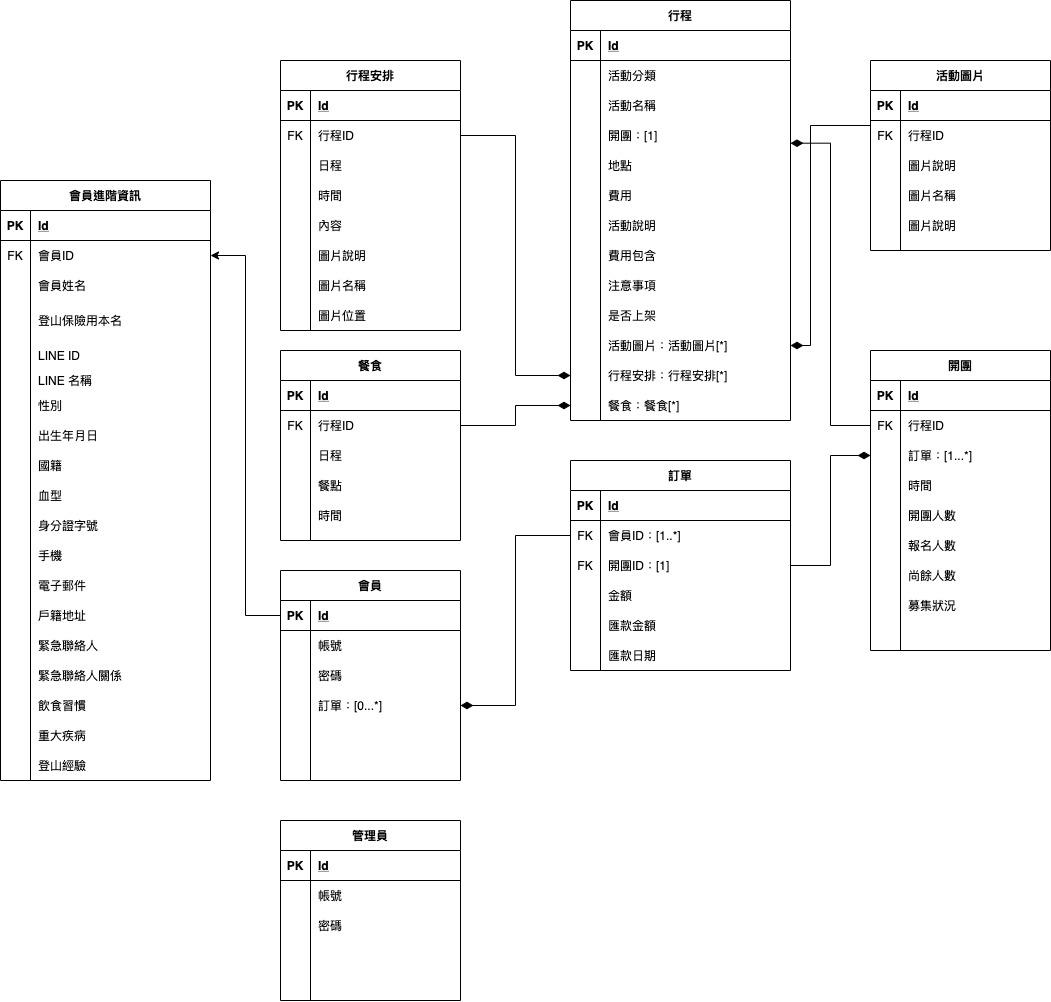 行程
PK Id
活動分類
活動名稱
開團：[1]
地點
費用
活動說明
費用包含
注意事項
是否上架
活動圖片：活動圖片[*]
行程安排：行程安排[*]
餐食：餐食[*]
行程安排
PK Id
FK 行程ID
日程
時間
內容
圖片說明
圖片名稱
圖片位置
活動圖片
PK Id
FK 行程ID
圖片說明
圖片名稱
圖片說明
會員進階資訊
PK Id
FK 會員ID
會員姓名
登山保險用本名
LINE ID
LINE 名稱
性別
出生年月日
國籍
血型
身分證字號
手機
電子郵件
戶籍地址
緊急聯絡人
緊急聯絡人關係
飲食習慣
重大疾病
登山經驗
餐食
PK Id
FK 行程ID
日程
餐點
時間
開團
PK Id
FK 行程ID
訂單：[1...*]
時間
開團人數
報名人數
尚餘人數
募集狀況
訂單
PK Id
FK 會員ID：[1..*]
FK 開團ID：[1]
金額
匯款金額
匯款日期
會員
PK Id
帳號
密碼
訂單：[0...*]
管理員
PK Id
帳號
密碼